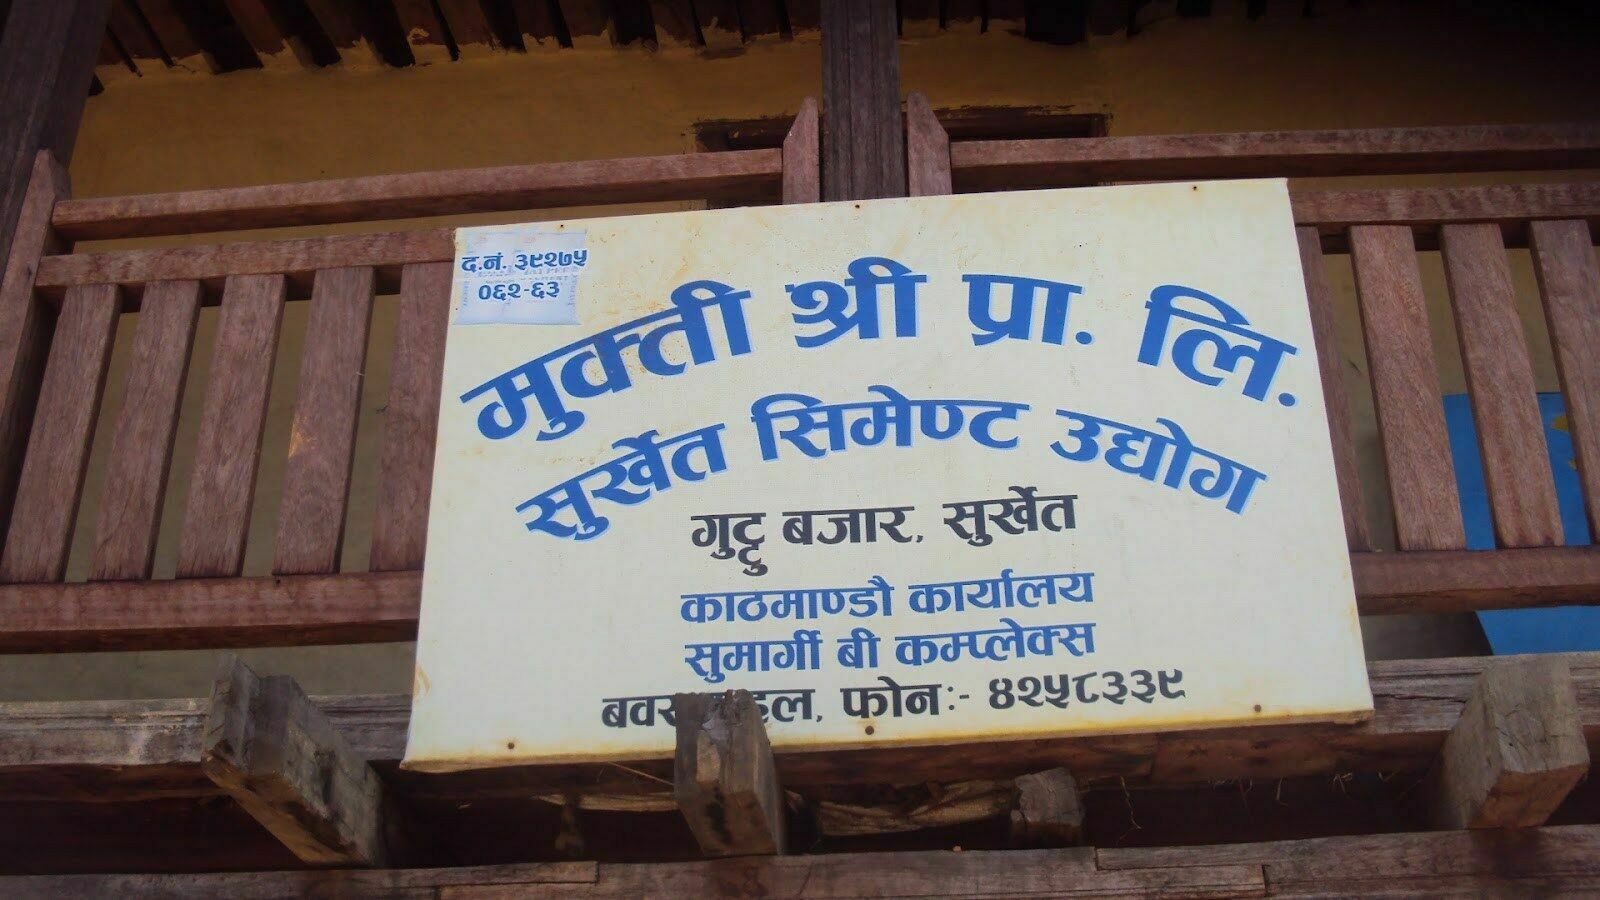 द.नं. ३९२७५
०६२-६३
मुक्ती श्री प्रा. लि.
सुर्खेत सिमेण्ट उद्योग
गुट्टु बजार, सुर्खेत
काठमाण्डौ कार्यालय
सुमार्गी बी कम्प्लेक्स
फोन:- ४२५८३३९